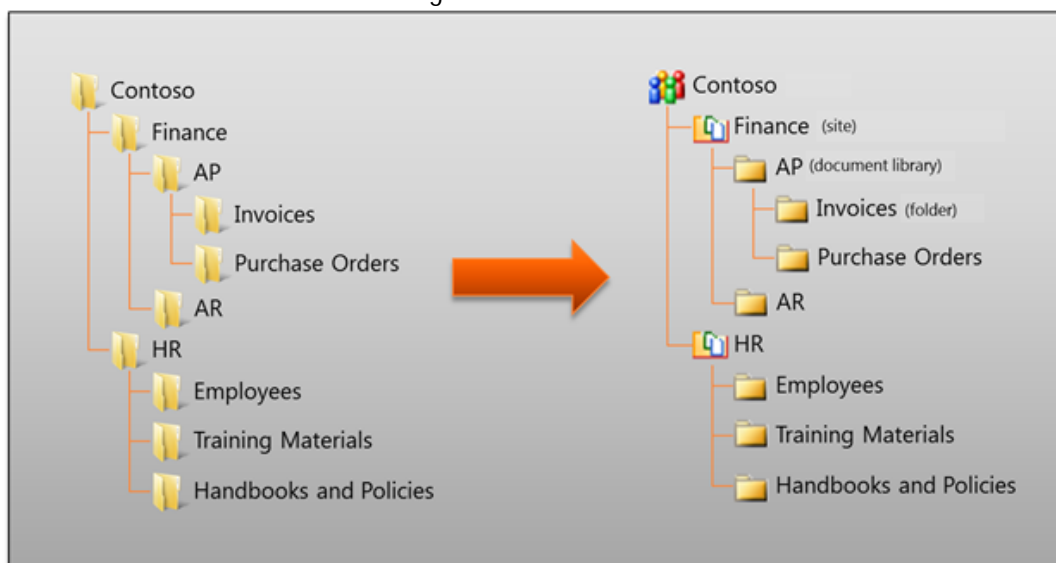 Contoso
Finance
AP
Invoices
Purchase Orders
AR
HR
Employees
Training Materials
Handbooks and Policies
Contoso
Finance (site)
AP (document library)
Invoices (folder)
Purchase Orders
AR
HR
Employees
Training Materials
Handbooks and Policies